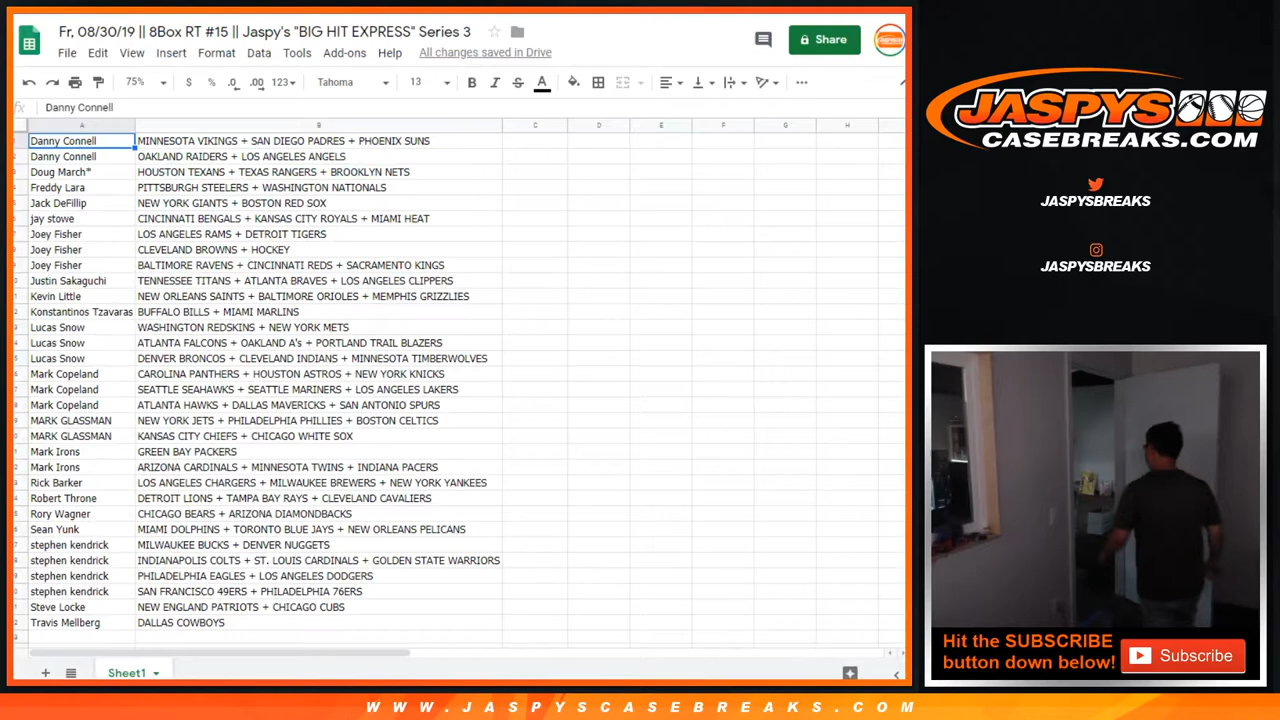 Fr, 08/30/19 || 8Box RT #15 || Jaspy's "BIG HIT EXPRESS" Series 3
Share
File Edit View Insert Format Data Tools Add-ons Help All changes saved in Drive
75% $ % .0 .00 123 Tahoma 13 B I S A
fx Danny Connell
A B C D E F G H
Danny Connell MINNESOTA VIKINGS + SAN DIEGO PADRES + PHOENIX SUNS
Danny Connell OAKLAND RAIDERS + LOS ANGELES ANGELS
Doug March* HOUSTON TEXANS + TEXAS RANGERS + BROOKLYN NETS
Freddy Lara PITTSBURGH STEELERS + WASHINGTON NATIONALS
Jack DeFillip NEW YORK GIANTS + BOSTON RED SOX
jay stowe CINCINNATI BENGALS + KANSAS CITY ROYALS + MIAMI HEAT
Joey Fisher LOS ANGELES RAMS + DETROIT TIGERS
Joey Fisher CLEVELAND BROWNS + HOCKEY
Joey Fisher BALTIMORE RAVENS + CINCINNATI REDS + SACRAMENTO KINGS
Justin Sakaguchi TENNESSEE TITANS + ATLANTA BRAVES + LOS ANGELES CLIPPERS
Kevin Little NEW ORLEANS SAINTS + BALTIMORE ORIOLES + MEMPHIS GRIZZLIES
Konstantinos Tzavaras BUFFALO BILLS + MIAMI MARLINS
Lucas Snow WASHINGTON REDSKINS + NEW YORK METS
Lucas Snow ATLANTA FALCONS + OAKLAND A's + PORTLAND TRAIL BLAZERS
Lucas Snow DENVER BRONCOS + CLEVELAND INDIANS + MINNESOTA TIMBERWOLVES
Mark Copeland CAROLINA PANTHERS + HOUSTON ASTROS + NEW YORK KNICKS
Mark Copeland SEATTLE SEAHAWKS + SEATTLE MARINERS + LOS ANGELES LAKERS
Mark Copeland ATLANTA HAWKS + DALLAS MAVERICKS + SAN ANTONIO SPURS
MARK GLASSMAN NEW YORK JETS + PHILADELPHIA PHILLIES + BOSTON CELTICS
MARK GLASSMAN KANSAS CITY CHIEFS + CHICAGO WHITE SOX
Mark Irons GREEN BAY PACKERS
Mark Irons ARIZONA CARDINALS + MINNESOTA TWINS + INDIANA PACERS
Rick Barker LOS ANGELES CHARGERS + MILWAUKEE BREWERS + NEW YORK YANKEES
Robert Throne DETROIT LIONS + TAMPA BAY RAYS + CLEVELAND CAVALIERS
Rory Wagner CHICAGO BEARS + ARIZONA DIAMONDBACKS
Sean Yunk MIAMI DOLPHINS + TORONTO BLUE JAYS + NEW ORLEANS PELICANS
stephen kendrick MILWAUKEE BUCKS + DENVER NUGGETS
stephen kendrick INDIANAPOLIS COLTS + ST. LOUIS CARDINALS + GOLDEN STATE WARRIORS
stephen kendrick PHILADELPHIA EAGLES + LOS ANGELES DODGERS
stephen kendrick SAN FRANCISCO 49ERS + PHILADELPHIA 76ERS
Steve Locke NEW ENGLAND PATRIOTS + CHICAGO CUBS
Travis Mellberg DALLAS COWBOYS
Sheet1
JASPYS
CASEBREAKS.COM
JASPYSBREAKS
JASPYSBREAKS
Hit the SUBSCRIBE
button down below!
Subscribe
WWW.JASPYSCASEBREAKS.COM